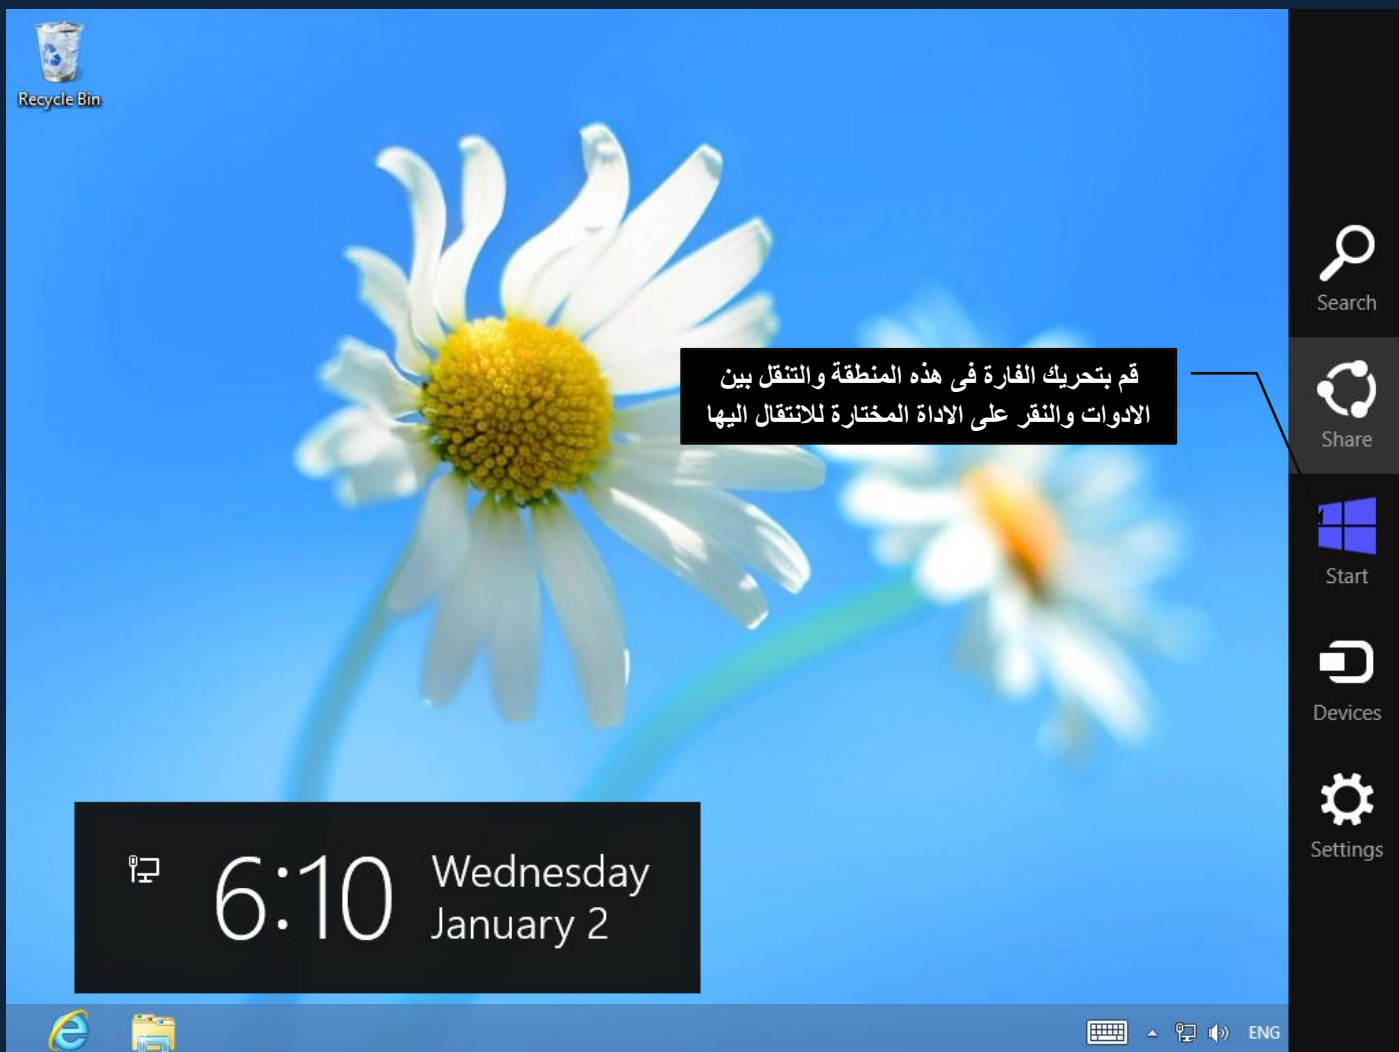 Recycle Bin
Search
قم بتحريك الفارة فى هذه المنطقة والتنقل بين
الادوات والنقر على الاداة المختارة للانتقال اليها
Share
Start
Devices
Settings
6:10
Wednesday
January 2
ENG